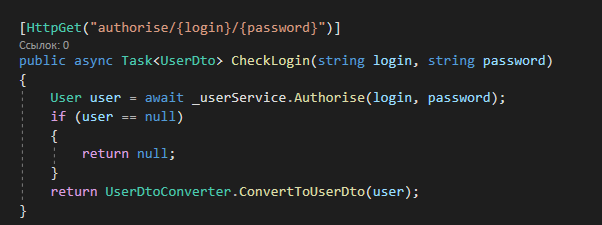 [HttpGet("authorise/{login}/{password}")]
Ссылок: 0
public async Task<UserDto> CheckLogin(string login, string password)
{
    User user = await _userService.Authorise(login, password);
    if (user == null)
    {
        return null;
    }
    return UserDtoConverter.ConvertToUserDto(user);
}